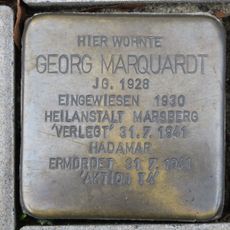 HIER WOHNTE
GEORG MARQUARDT
JG. 1928
EINGEWIESEN 1930
HEILANSTALT MARSBERG
'VERLEGT' 31.7.1941
HADAMAR
ERMORDET 31.7.1941
'AKTION T4'